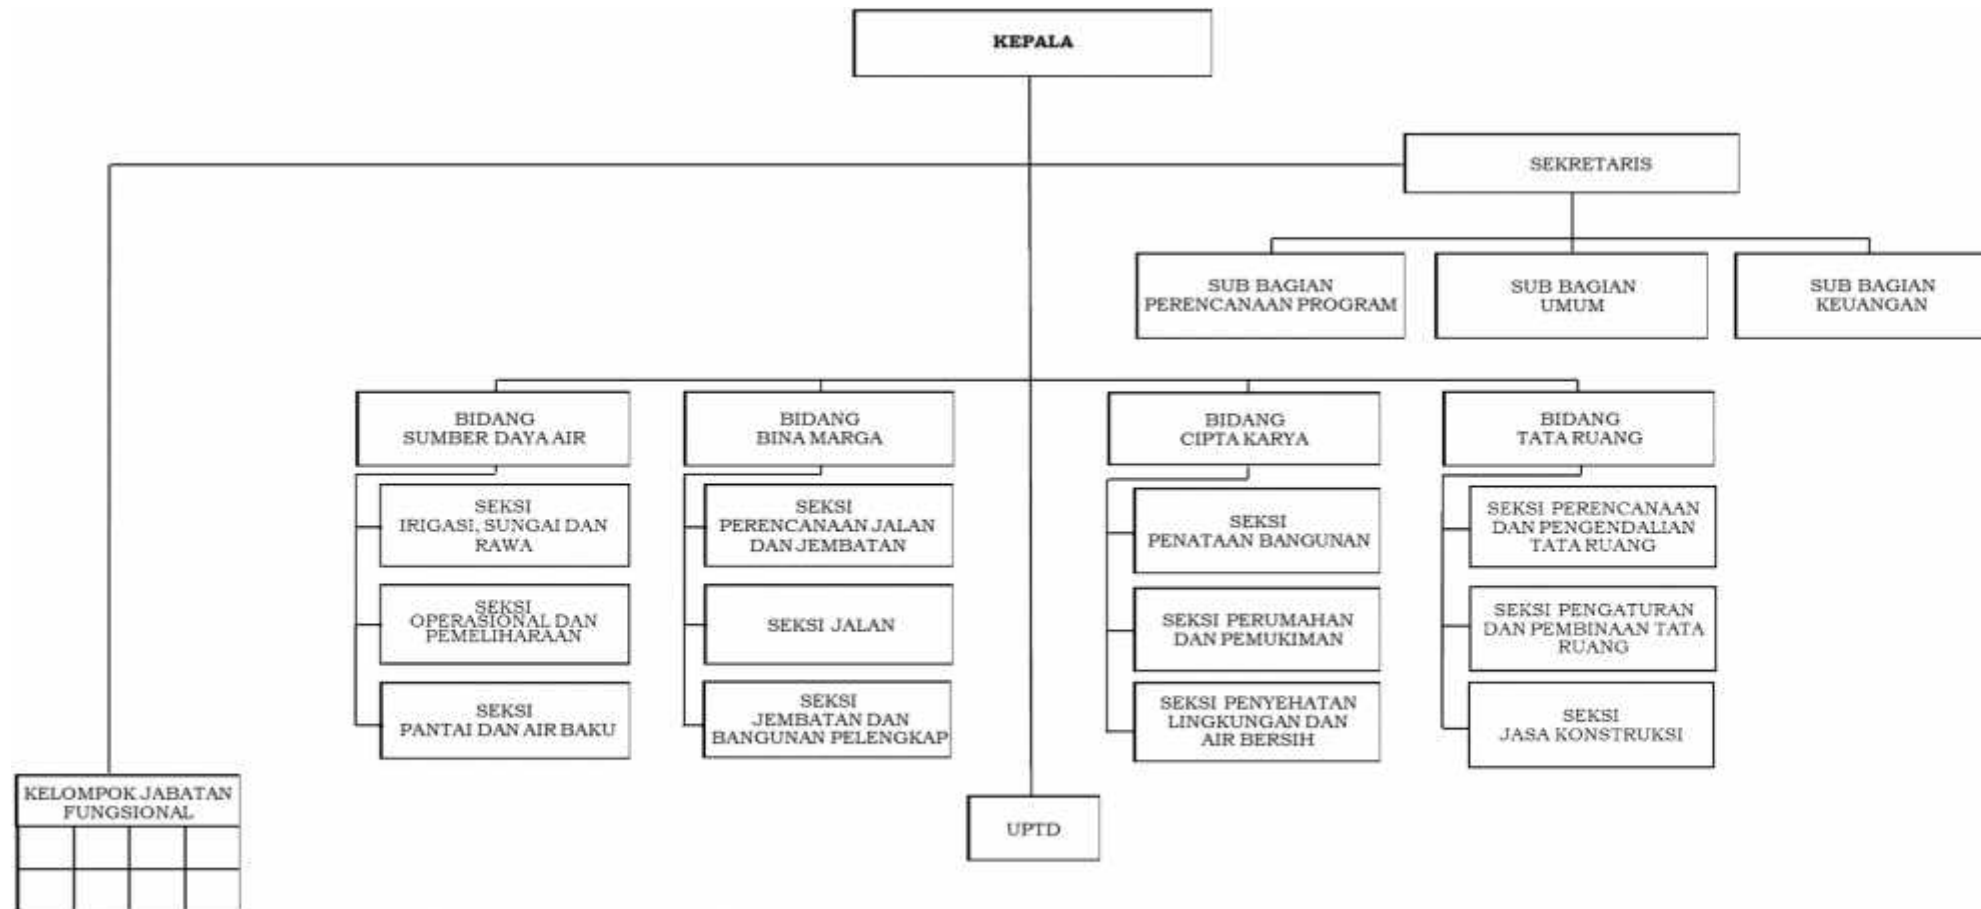 KEPALA
SEKRETARIS
SUB BAGIAN
PERENCANAAN PROGRAM
SUB BAGIAN
UMUM
SUB BAGIAN
KEUANGAN
BIDANG
SUMBER DAYA AIR
SEKSI
IRIGASI, SUNGAI DAN
RAWA
SEKSI
OPERASIONAL DAN
PEMELIHARAAN
SEKSI
PANTAI DAN AIR BAKU
BIDANG
BINA MARGA
SEKSI
PERENCANAAN JALAN
DAN JEMBATAN
SEKSI JALAN
SEKSI
JEMBATAN DAN
BANGUNAN PELENGKAP
BIDANG
CIPTA KARYA
SEKSI
PENATAAN BANGUNAN
SEKSI PERUMAHAN
DAN PEMUKIMAN
SEKSI PENYEHATAN
LINGKUNGAN DAN
AIR BERSIH
BIDANG
TATA RUANG
SEKSI PERENCANAAN
DAN PENGENDALIAN
TATA RUANG
SEKSI PENGATURAN
DAN PEMBINAAN TATA
RUANG
SEKSI
JASA KONSTRUKSI
KELOMPOK JABATAN
FUNGSIONAL
UPTD